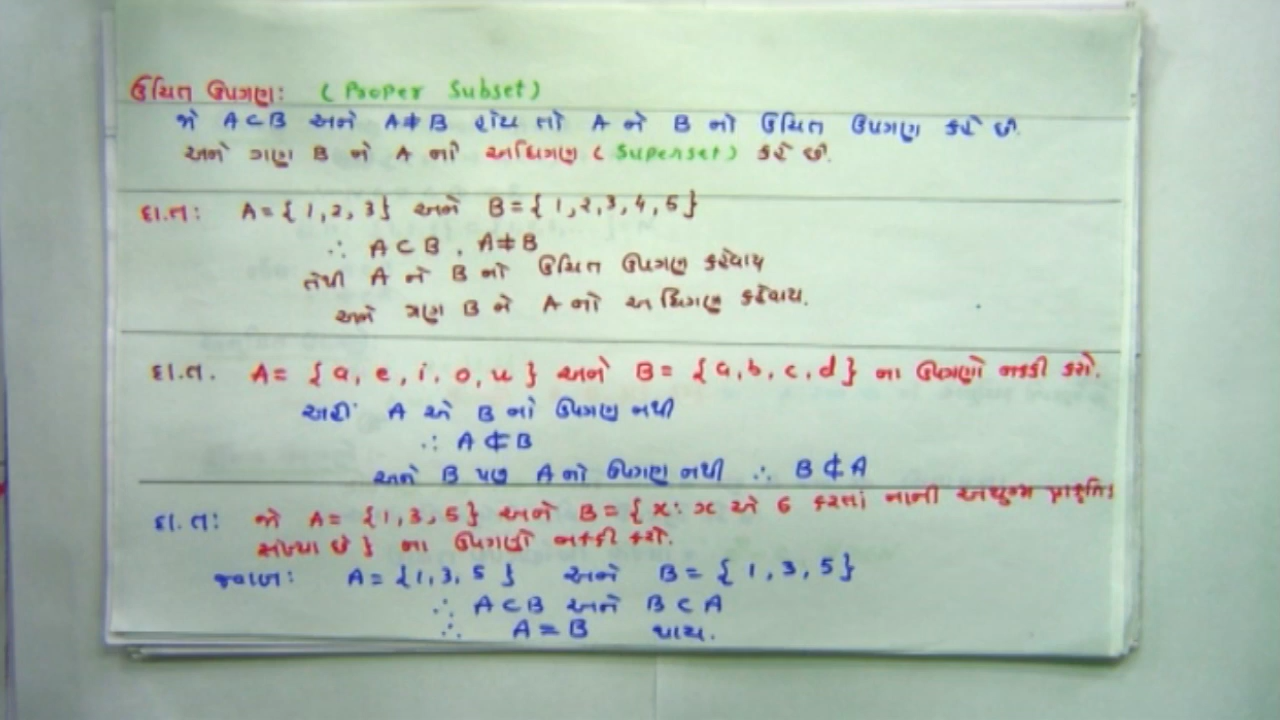 ઉચિત ઉપગણ: (Proper Subset)
જો A⊂B અને A≠B હોય તો A ને B નો ઉચિત ઉપગણ કહે છે.
અને ગણ B ને A નો અધિગણ (Superset) કહે છે.
દા.ત: A = {1,2,3} અને B = {1,2,3,4,5}
∴ A ⊂ B , A≠B
તેથી A ને B નો ઉચિત ઉપગણ કહેવાય
અને ગણ B ને A નો અધિગણ કહેવાય.
દા.ત. A = {a, e, i, o, u} અને B = {a, b, c, d} ના ઉપગણો નક્કી કરો.
અહીં A એ B નો ઉપગણ નથી
∴ A ⊄ B
અને B પણ A નો ઉપગણ નથી ∴ B ⊄ A
દા.ત: જો A = {1,3,5} અને B = {x : x એ 6 કરતાં નાની અયુગ્મ પ્રાકૃતિક
સંખ્યા છે} ના ઉપગણો નક્કી કરો.
જવાબ: A = {1,3,5} અને B = {1,3,5}
∴ A⊂B અને B⊂A
∴ A = B થાય.